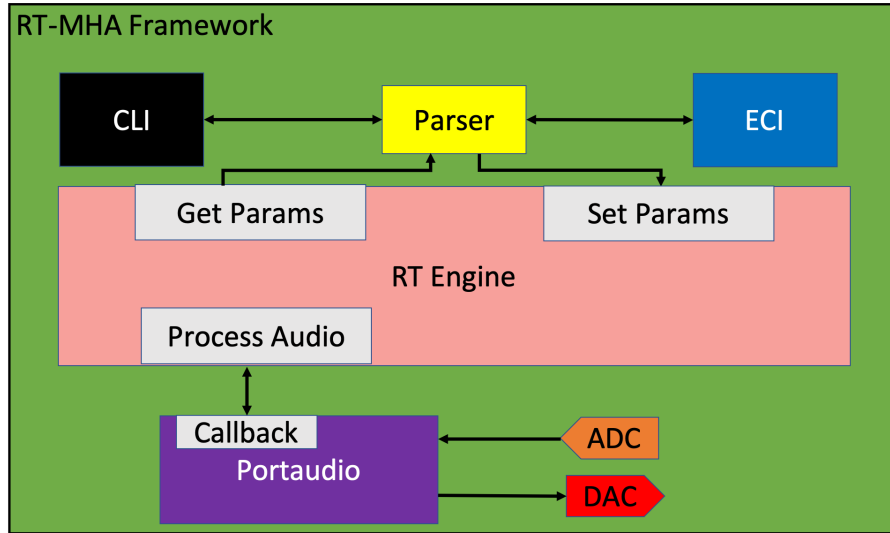 RT-MHA Framework
CLI
Parser
ECI
Get Params
Set Params
RT Engine
Process Audio
Callback
Portaudio
ADC
DAC